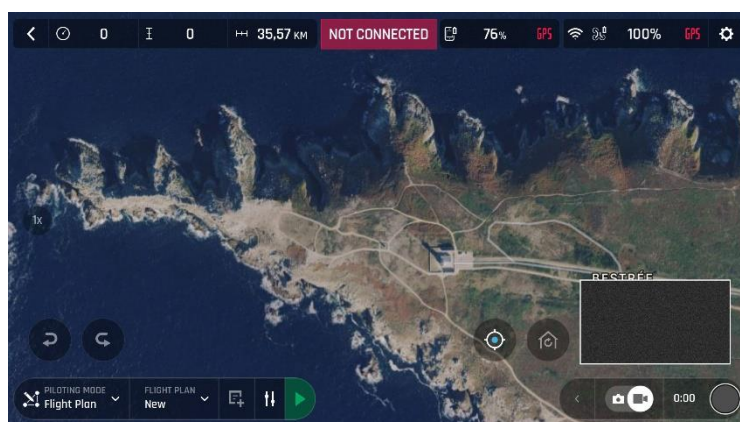 0
0
35,57 KM
NOT CONNECTED
76%
GPS
100%
GPS
1x
BESTRÉE
PILOTING MODE
Flight Plan
FLIGHT PLAN
New
0:00